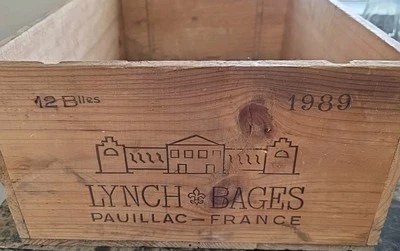 12 Blles 1989
LYNCH ⚜ BAGES
PAUILLAC – FRANCE